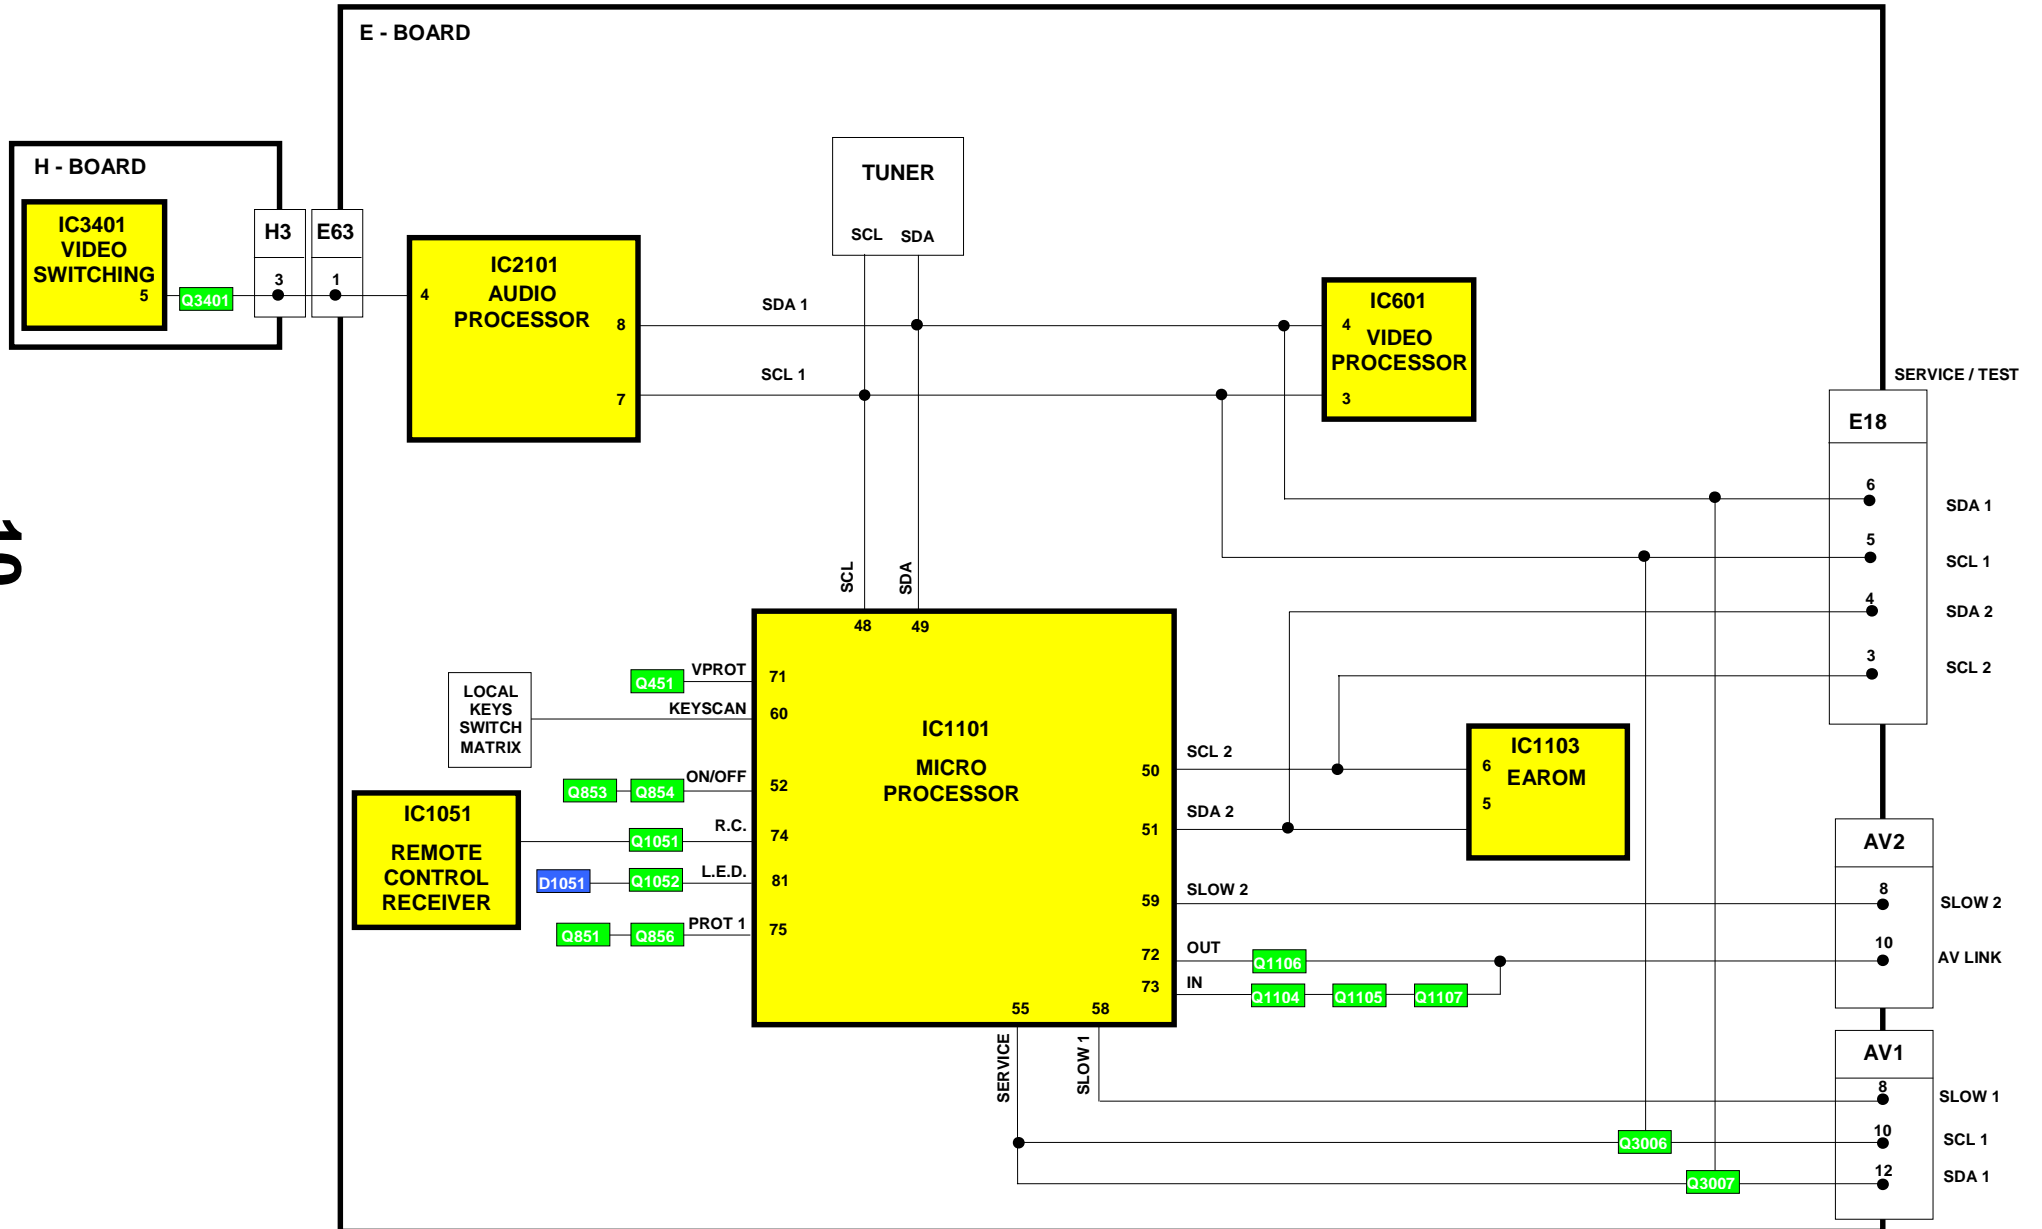 E - BOARD
H - BOARD
IC3401
VIDEO
SWITCHING
5
Q3401
H3
3
E63
1
IC2101
AUDIO
PROCESSOR
4
8
7
TUNER
SCL SDA
SDA 1
SCL 1
IC601
4
VIDEO
PROCESSOR
3
SERVICE / TEST
E18
6
SDA 1
5
SCL 1
4
SDA 2
3
SCL 2
10
SCL
SDA
48 49
IC1101
MICRO
PROCESSOR
Q451
VPROT
71
LOCAL
KEYS
SWITCH
MATRIX
KEYSCAN
60
Q853
Q854
ON/OFF
52
IC1051
REMOTE
CONTROL
RECEIVER
Q1051
R.C.
74
D1051
Q1052
L.E.D.
81
Q851
Q856
PROT 1
75
50
SCL 2
51
SDA 2
IC1103
6
EAROM
5
59
SLOW 2
72
OUT
Q1106
73
IN
Q1104
Q1105
Q1107
55 58
SERVICE
SLOW 1
AV2
8
SLOW 2
10
AV LINK
AV1
8
SLOW 1
Q3006
10
SCL 1
Q3007
12
SDA 1